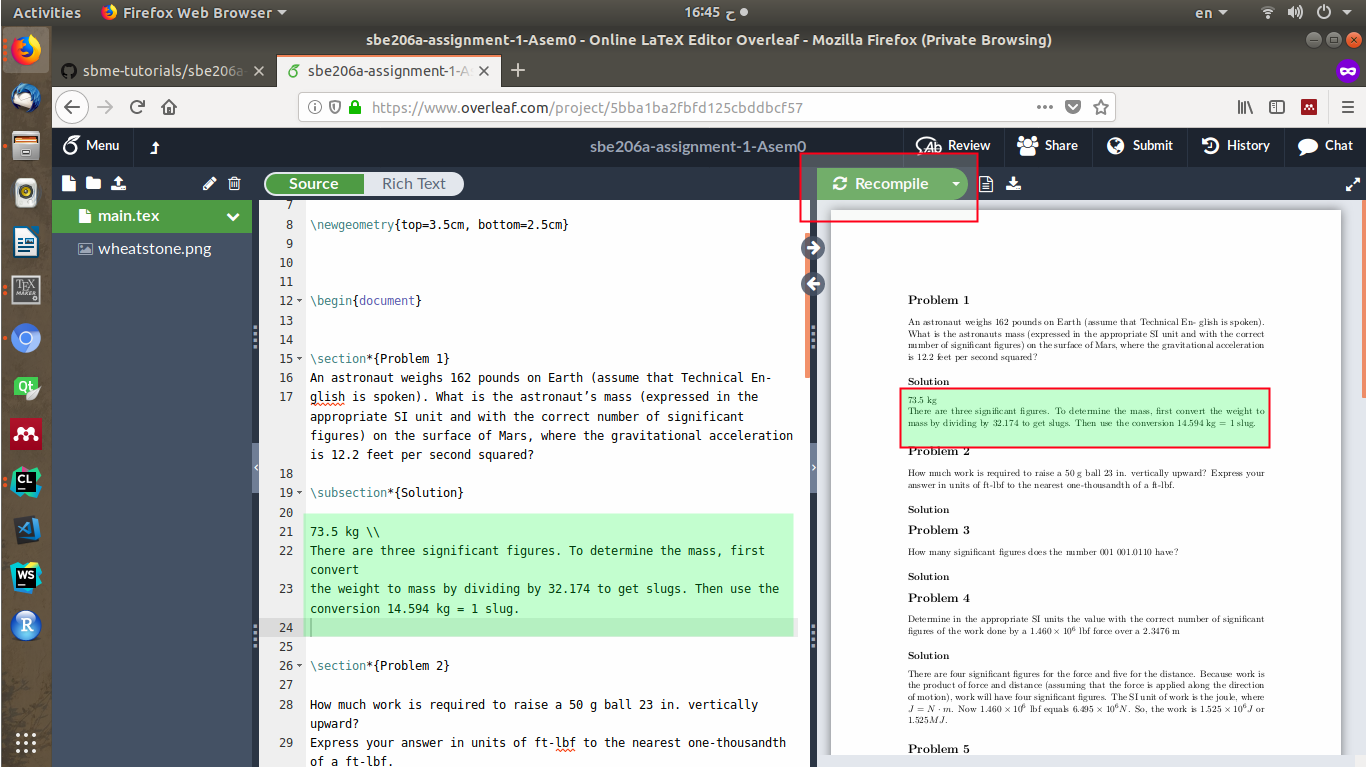 Activities Firefox Web Browser 16:45 ح en
sbe206a-assignment-1-Asem0 - Online LaTeX Editor Overleaf - Mozilla Firefox (Private Browsing)
sbme-tutorials/sbe206a sbe206a-assignment-1-A
https://www.overleaf.com/project/5bba1ba2fbfd125cbddbcf57
Menu sbe206a-assignment-1-Asem0 Review Share Submit History Chat
Source Rich Text Recompile
main.tex
wheatstone.png
7
8 \newgeometry{top=3.5cm, bottom=2.5cm}
9
10
11
12 \begin{document}
13
14
15 \section*{Problem 1}
16 An astronaut weighs 162 pounds on Earth (assume that Technical En-
17 glish is spoken). What is the astronaut’s mass (expressed in the
appropriate SI unit and with the correct number of significant
figures) on the surface of Mars, where the gravitational acceleration
is 12.2 feet per second squared?
18
19 \subsection*{Solution}
20
21 73.5 kg \\
22 There are three significant figures. To determine the mass, first
convert
23 the weight to mass by dividing by 32.174 to get slugs. Then use the
conversion 14.594 kg = 1 slug.
24
25
26 \section*{Problem 2}
27
28 How much work is required to raise a 50 g ball 23 in. vertically
upward?
29 Express your answer in units of ft-lbf to the nearest one-thousandth
of a ft-lbf.
Problem 1
An astronaut weighs 162 pounds on Earth (assume that Technical En- glish is spoken).
What is the astronauts mass (expressed in the appropriate SI unit and with the correct
number of significant figures) on the surface of Mars, where the gravitational acceleration
is 12.2 feet per second squared?
Solution
73.5 kg
There are three significant figures. To determine the mass, first convert the weight to
mass by dividing by 32.174 to get slugs. Then use the conversion 14.594 kg = 1 slug.
Problem 2
How much work is required to raise a 50 g ball 23 in. vertically upward? Express your
answer in units of ft-lbf to the nearest one-thousandth of a ft-lbf.
Solution
Problem 3
How many significant figures does the number 001 001.0110 have?
Solution
Problem 4
Determine in the appropriate SI units the value with the correct number of significant
figures of the work done by a 1.460 × 10⁶ lbf force over a 2.3476 m
Solution
There are four significant figures for the force and five for the distance. Because work is
the product of force and distance (assuming that the force is applied along the direction
of motion), work will have four significant figures. The SI unit of work is the joule, where
J = N · m. Now 1.460 × 10⁶ lbf equals 6.495 × 10⁶N. So, the work is 1.525 × 10⁶J or
1.525MJ.
Problem 5